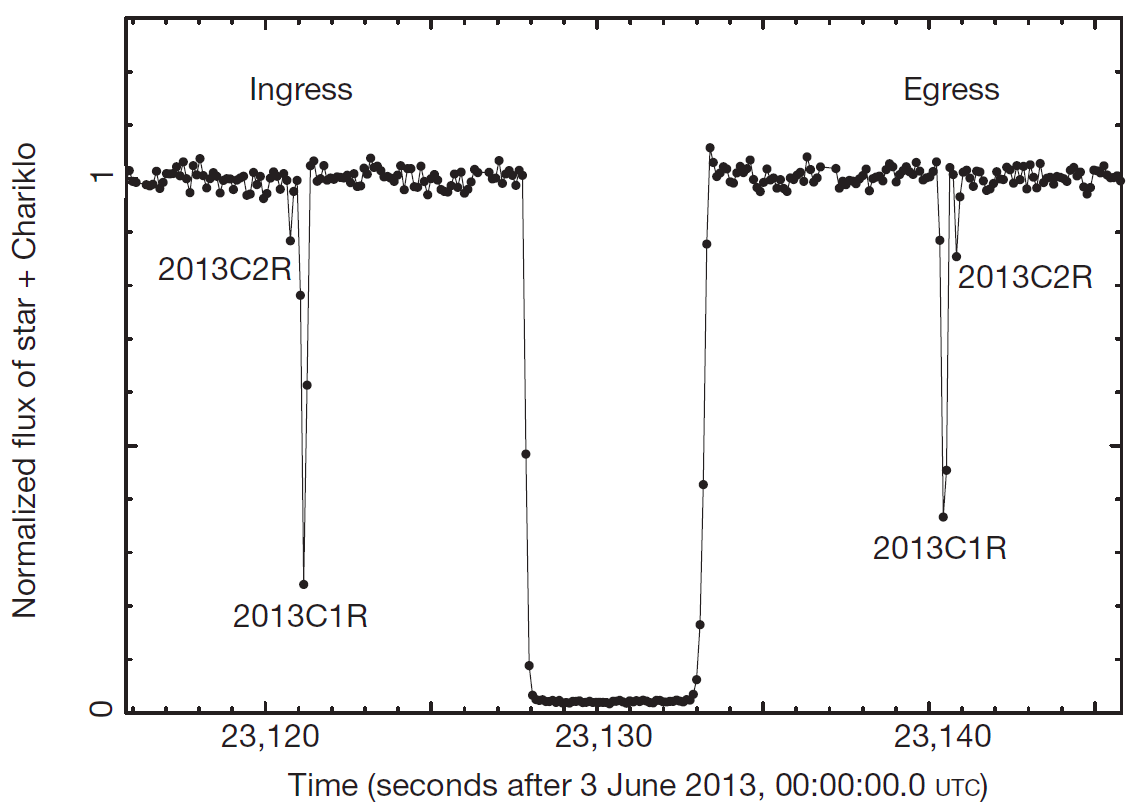 Ingress
Egress
1
2013C2R
2013C2R
2013C1R
2013C1R
0
23,120
23,130
23,140
Normalized flux of star + Chariklo
Time (seconds after 3 June 2013, 00:00:00.0 UTC)